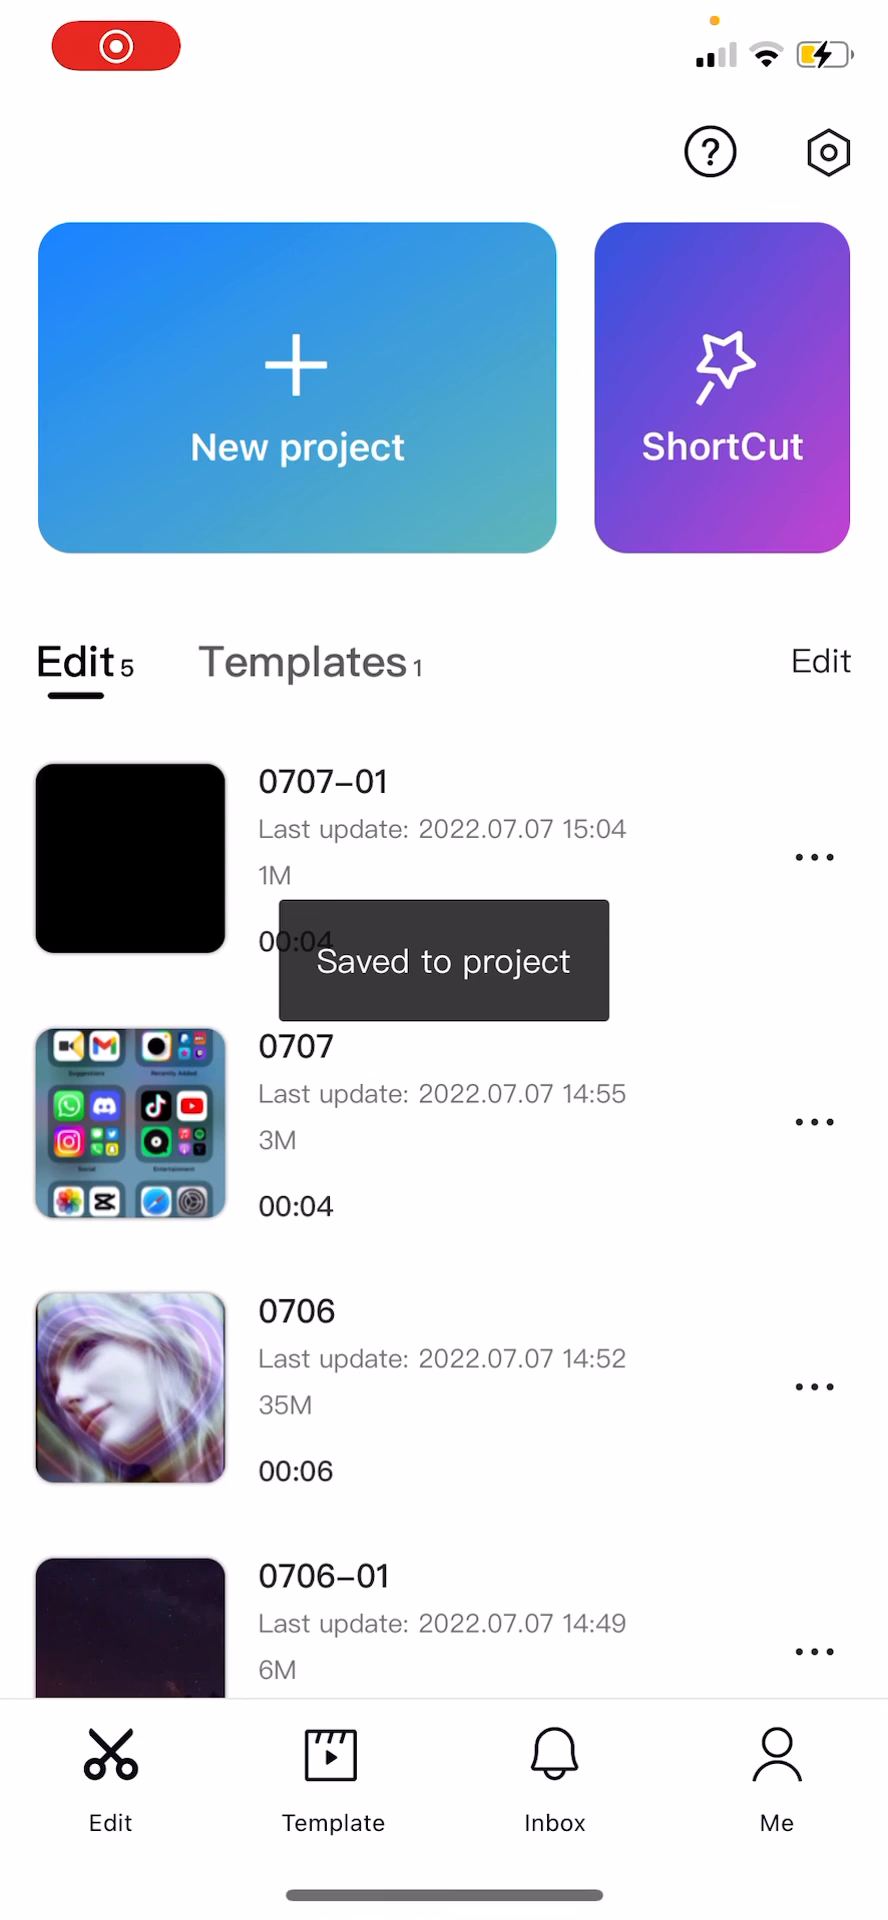 New project
ShortCut
Edit 5
Templates 1
Edit
0707-01
Last update: 2022.07.07 15:04
1M
00:04
Saved to project
0707
Last update: 2022.07.07 14:55
3M
00:04
0706
Last update: 2022.07.07 14:52
35M
00:06
0706-01
Last update: 2022.07.07 14:49
6M
Edit
Template
Inbox
Me